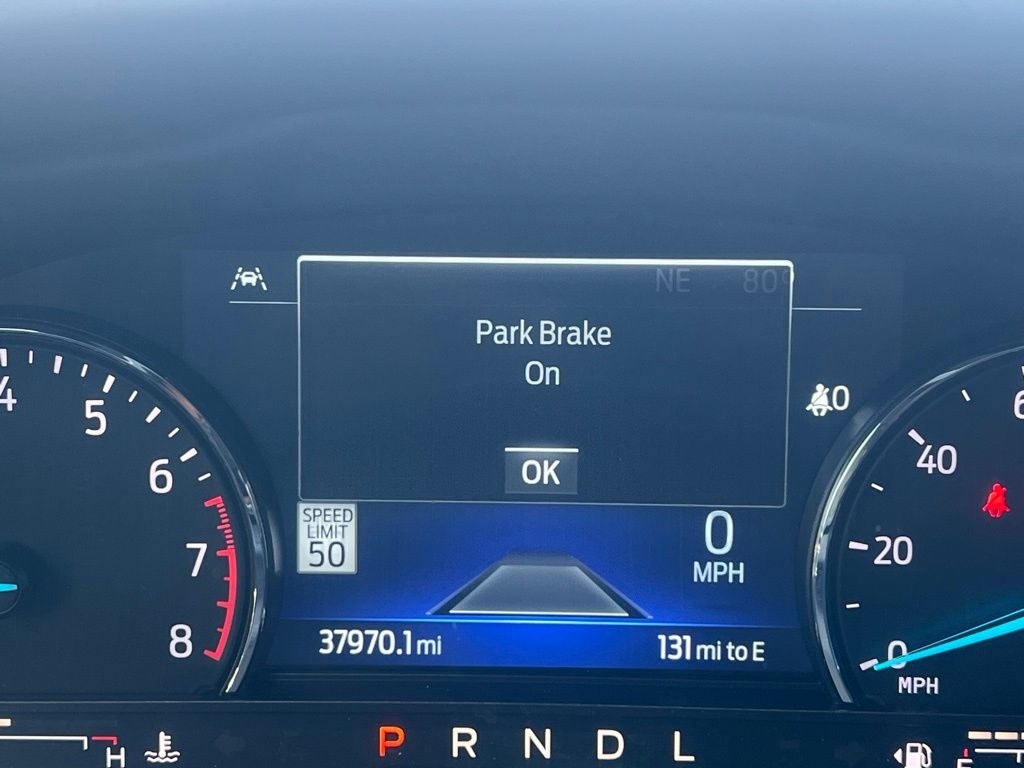 NE 80
Park Brake
On
0
OK
4
5
6
7
8
SPEED
LIMIT
50
0
MPH
37970.1 mi
131 mi to E
40
20
0
MPH
H
P R N D L